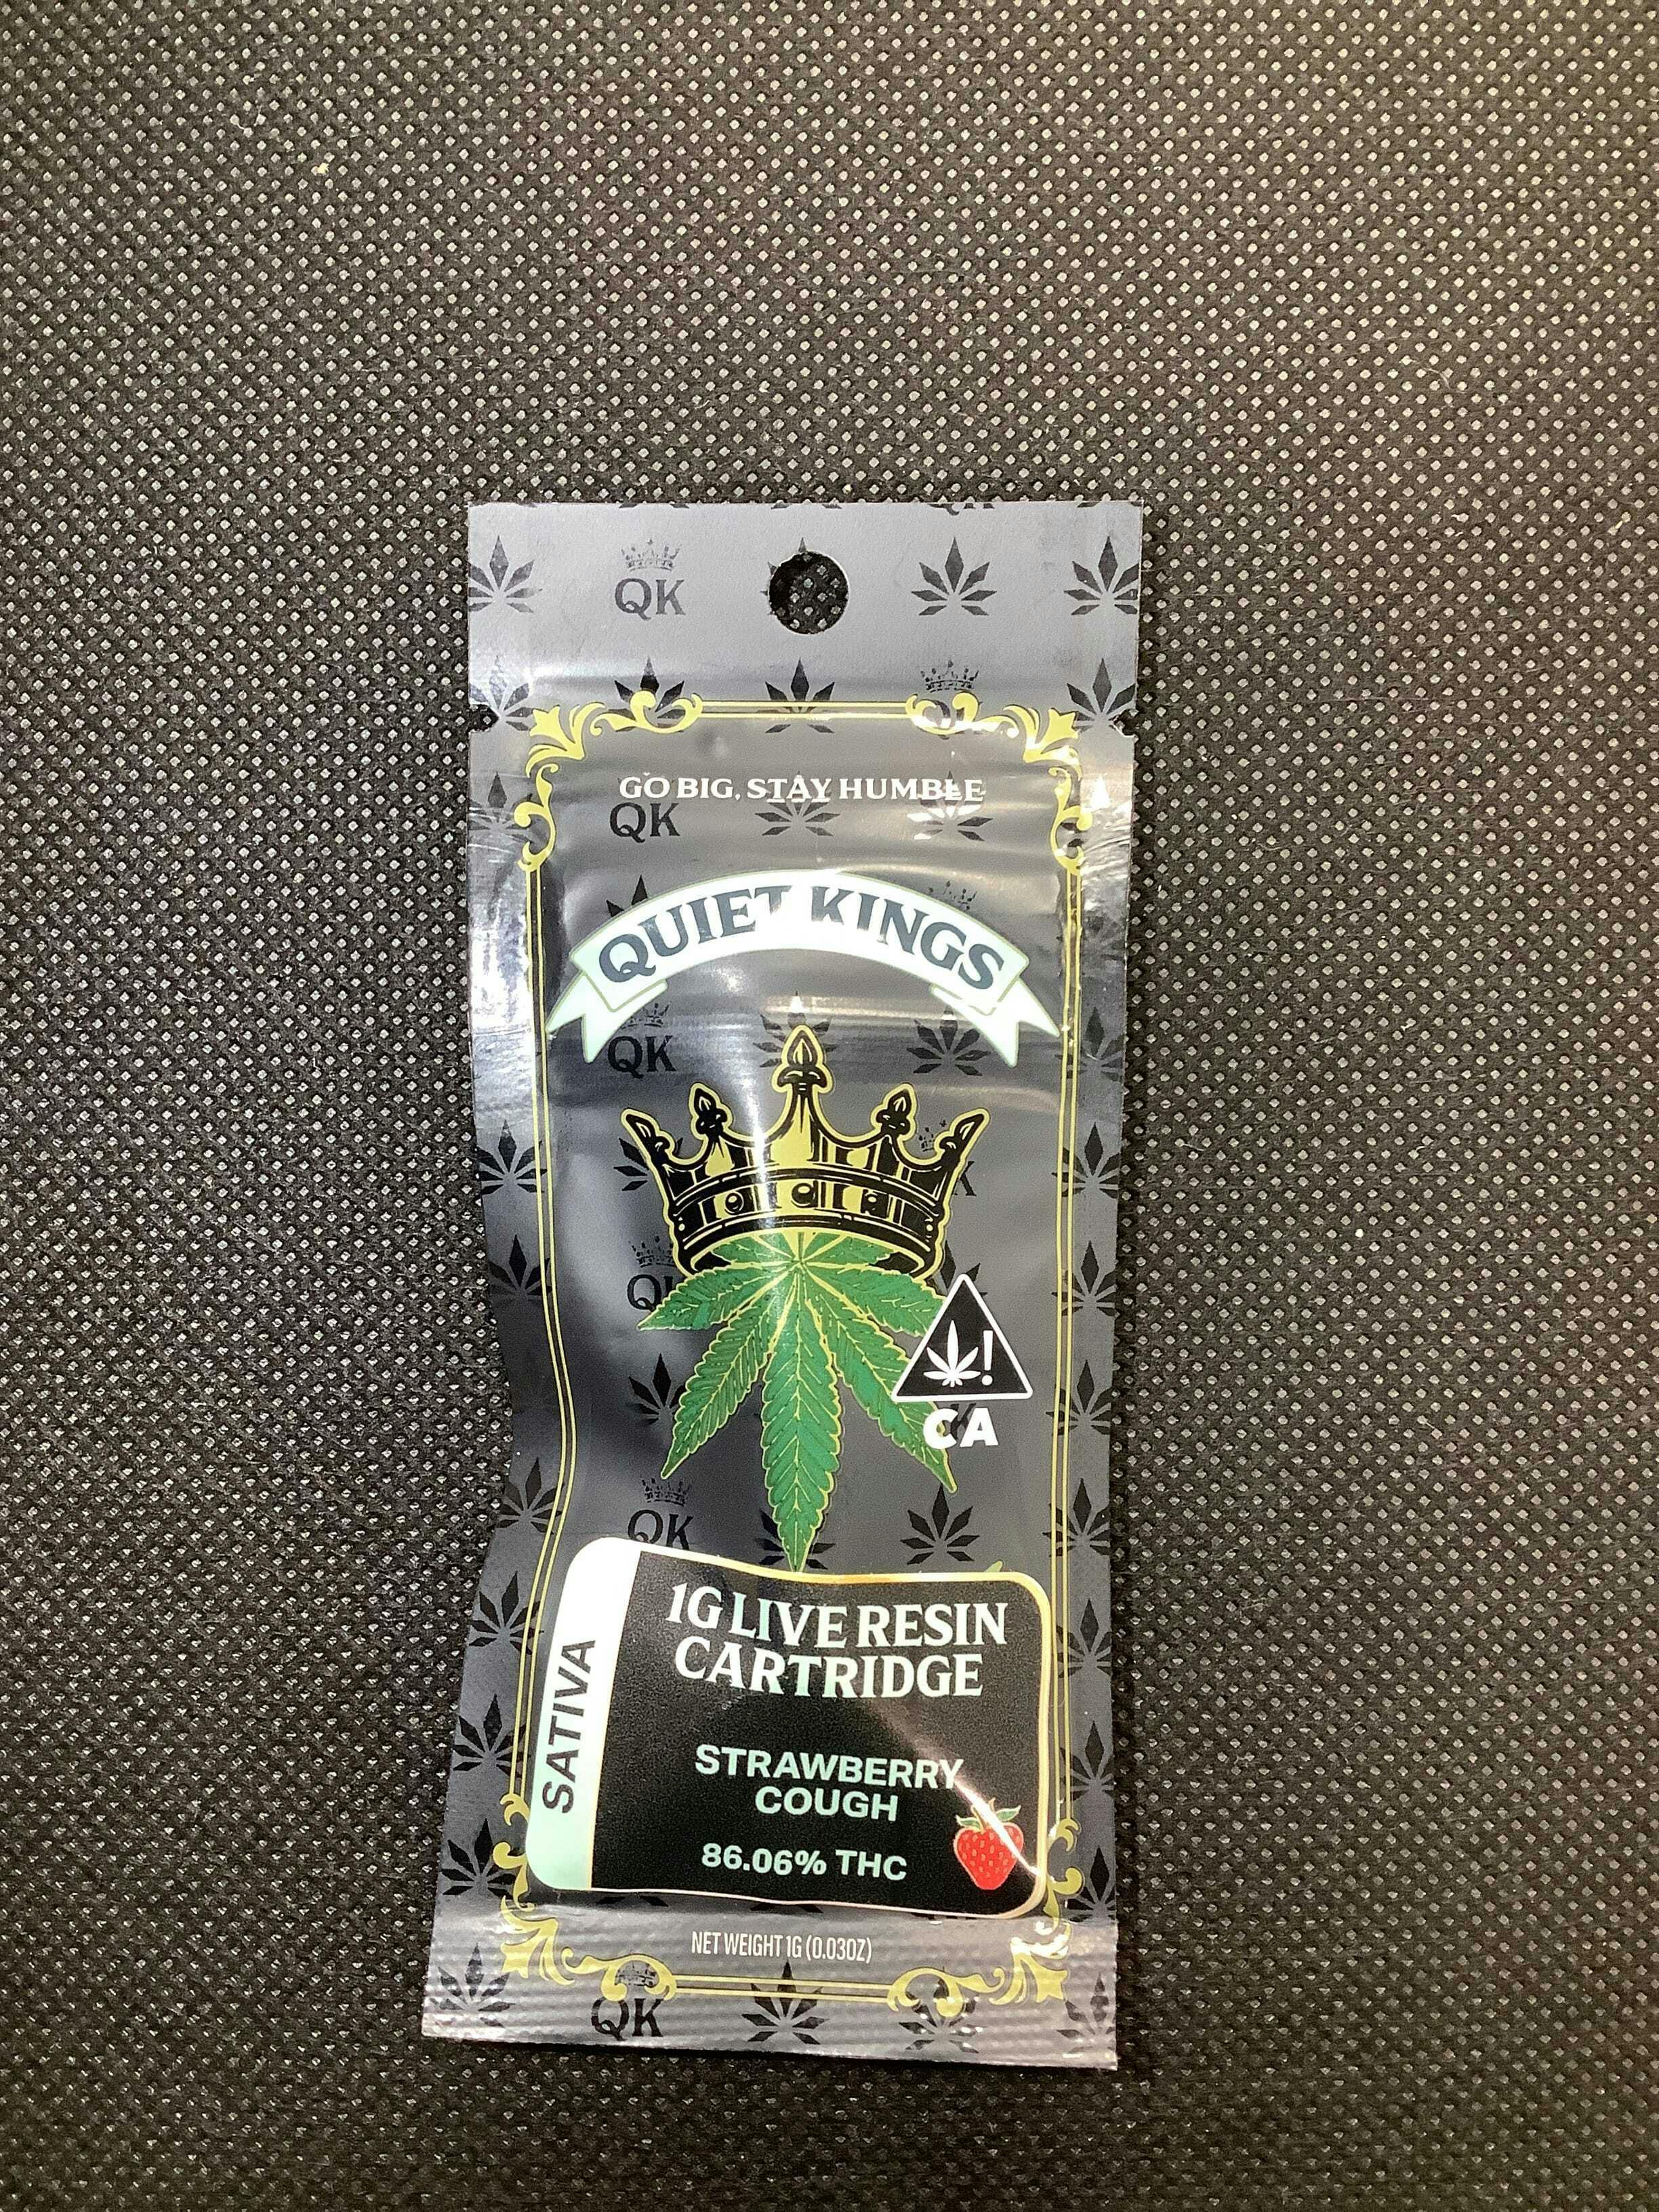 QK
GO BIG, STAY HUMBLE
QK
QUIET KINGS
QK
QK
CA
QK
SATIVA
1G LIVE RESIN
CARTRIDGE
STRAWBERRY
COUGH
86.06% THC
NET WEIGHT 1G (0.03OZ)
QK